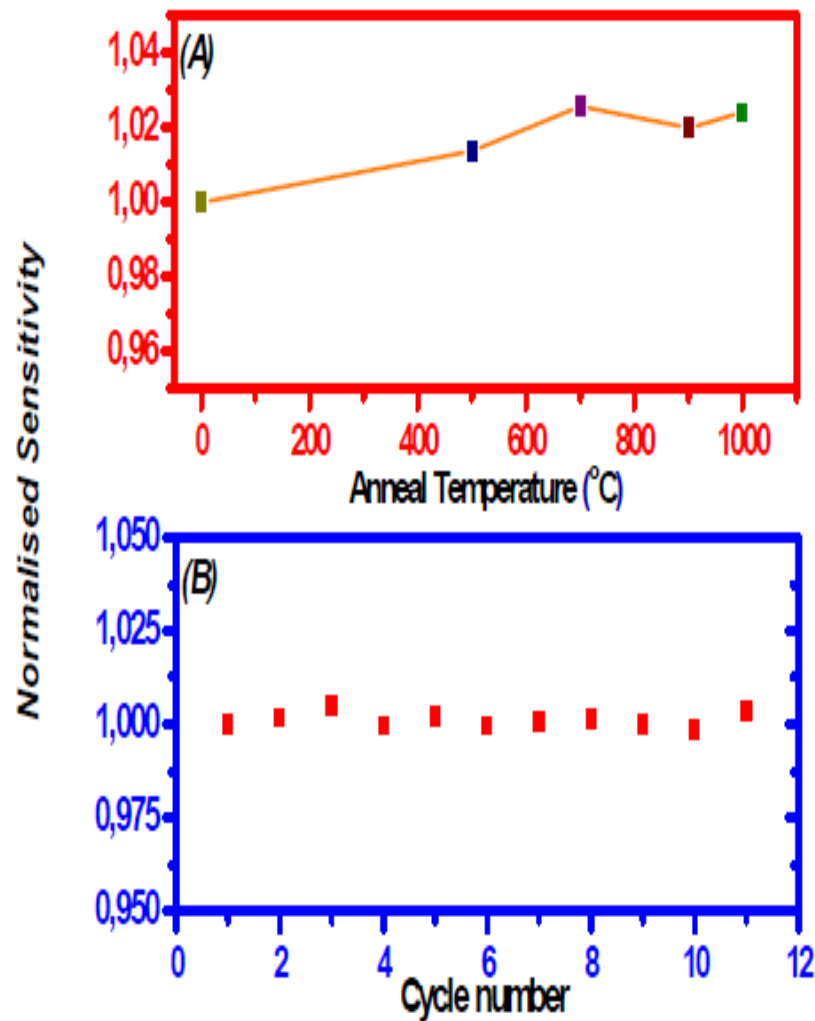 Normalised Sensitivity
(A)
1,04
1,02
1,00
0,98
0,96
0 200 400 600 800 1000
Anneal Temperature (°C)
(B)
1,050
1,025
1,000
0,975
0,950
0 2 4 6 8 10 12
Cycle number